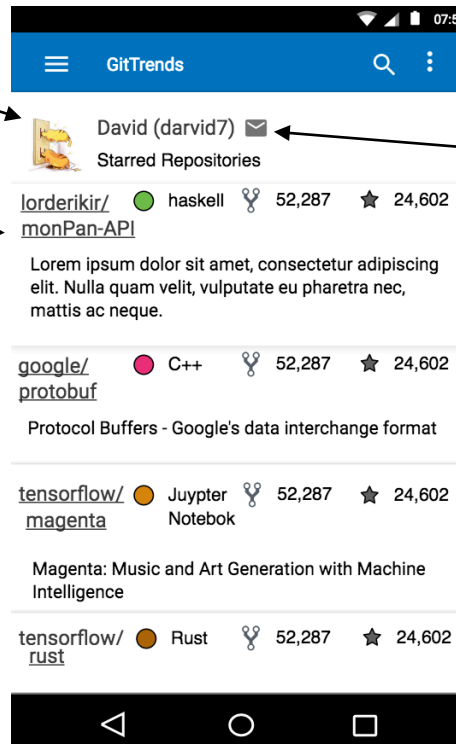 07:5
GitTrends
David (darvid7)
Starred Repositories
lorderikir/ haskell 52,287 24,602
monPan-API
Lorem ipsum dolor sit amet, consectetur adipiscing
elit. Nulla quam velit, vulputate eu pharetra nec,
mattis ac neque.
google/ C++ 52,287 24,602
protobuf
Protocol Buffers - Google's data interchange format
tensorflow/ Juypter 52,287 24,602
magenta Notebok
Magenta: Music and Art Generation with Machine
Intelligence
tensorflow/ Rust 52,287 24,602
rust